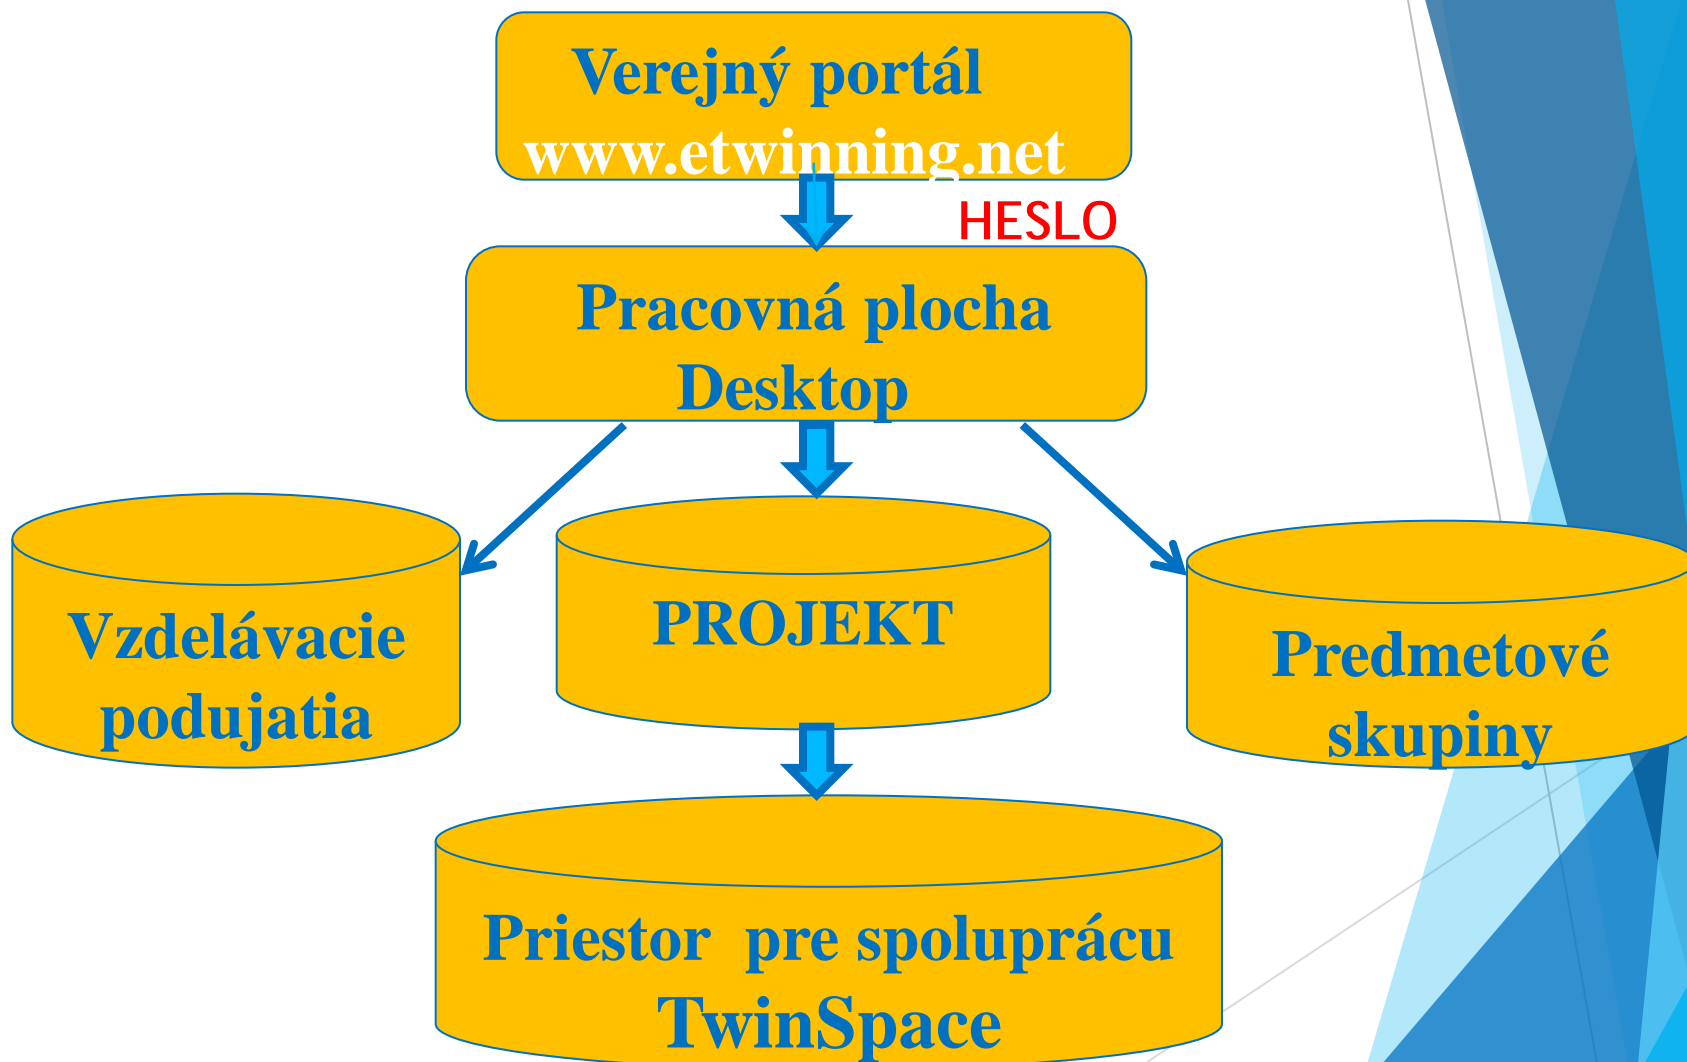 Verejný portál
www.etwinning.net
HESLO
Pracovná plocha
Desktop
Vzdelávacie
podujatia
PROJEKT
Predmetové
skupiny
Priestor  pre spoluprácu
TwinSpace